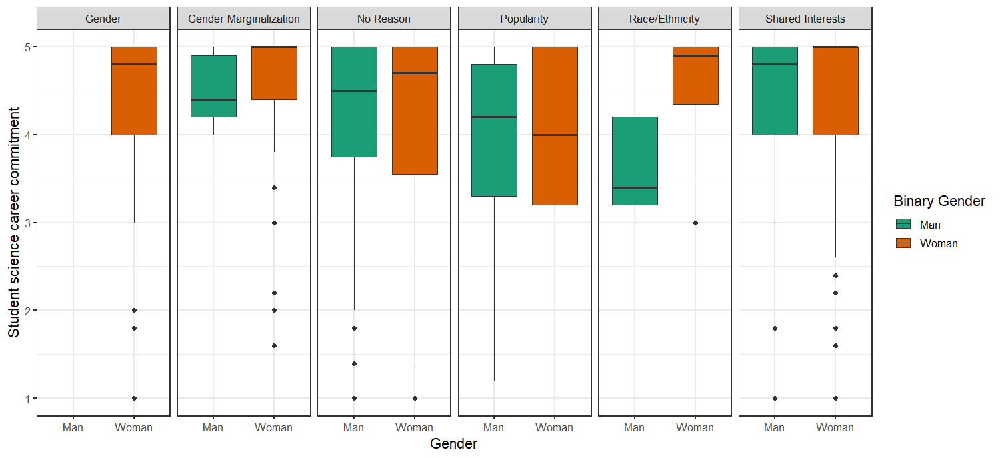 Gender Gender Marginalization No Reason Popularity Race/Ethnicity Shared Interests
Student science career commitment
5
4
3
2
1
Man Woman Man Woman Man Woman Man Woman Man Woman Man Woman
Gender
Binary Gender
Man
Woman